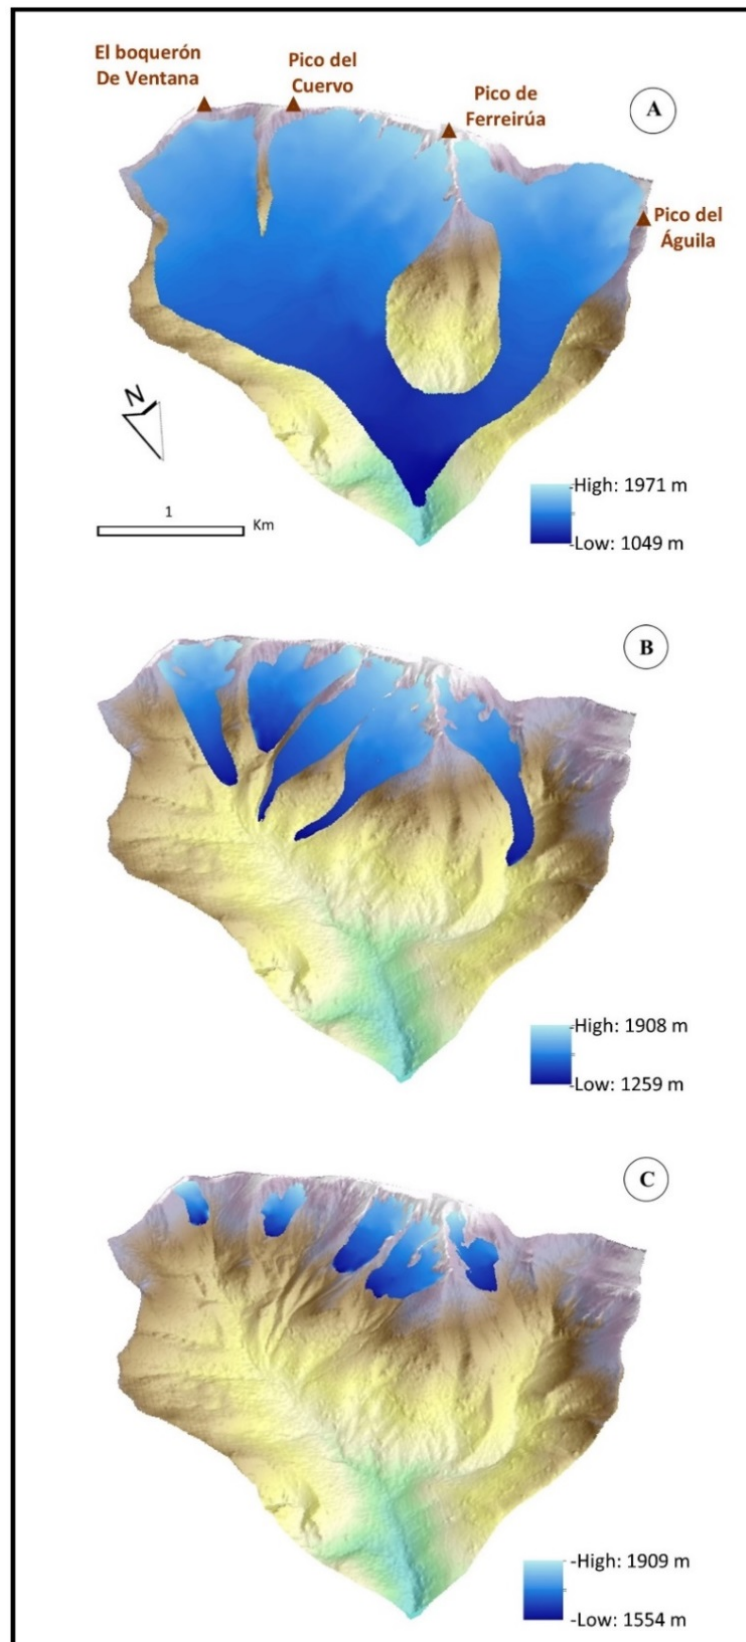 El boquerón
De Ventana
Pico del
Cuervo
Pico de
Ferreirúa
A
Pico del
Águila
N
1
Km
-High: 1971 m
-Low: 1049 m
B
-High: 1908 m
-Low: 1259 m
C
-High: 1909 m
-Low: 1554 m